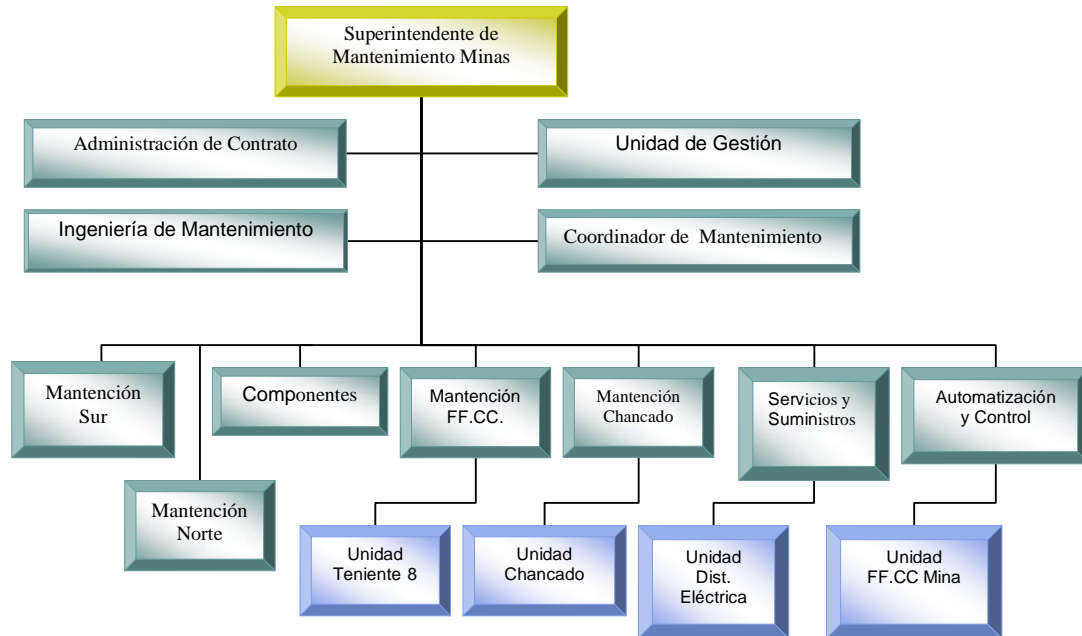 Superintendente de
Mantenimiento Minas
Administración de Contrato
Unidad de Gestión
Ingeniería de Mantenimiento
Coordinador de Mantenimiento
Mantención
Sur
Mantención
Norte
Componentes
Mantención
FF.CC.
Mantención
Chancado
Servicios y
Suministros
Automatización
y Control
Unidad
Teniente 8
Unidad
Chancado
Unidad
Dist.
Eléctrica
Unidad
FF.CC Mina